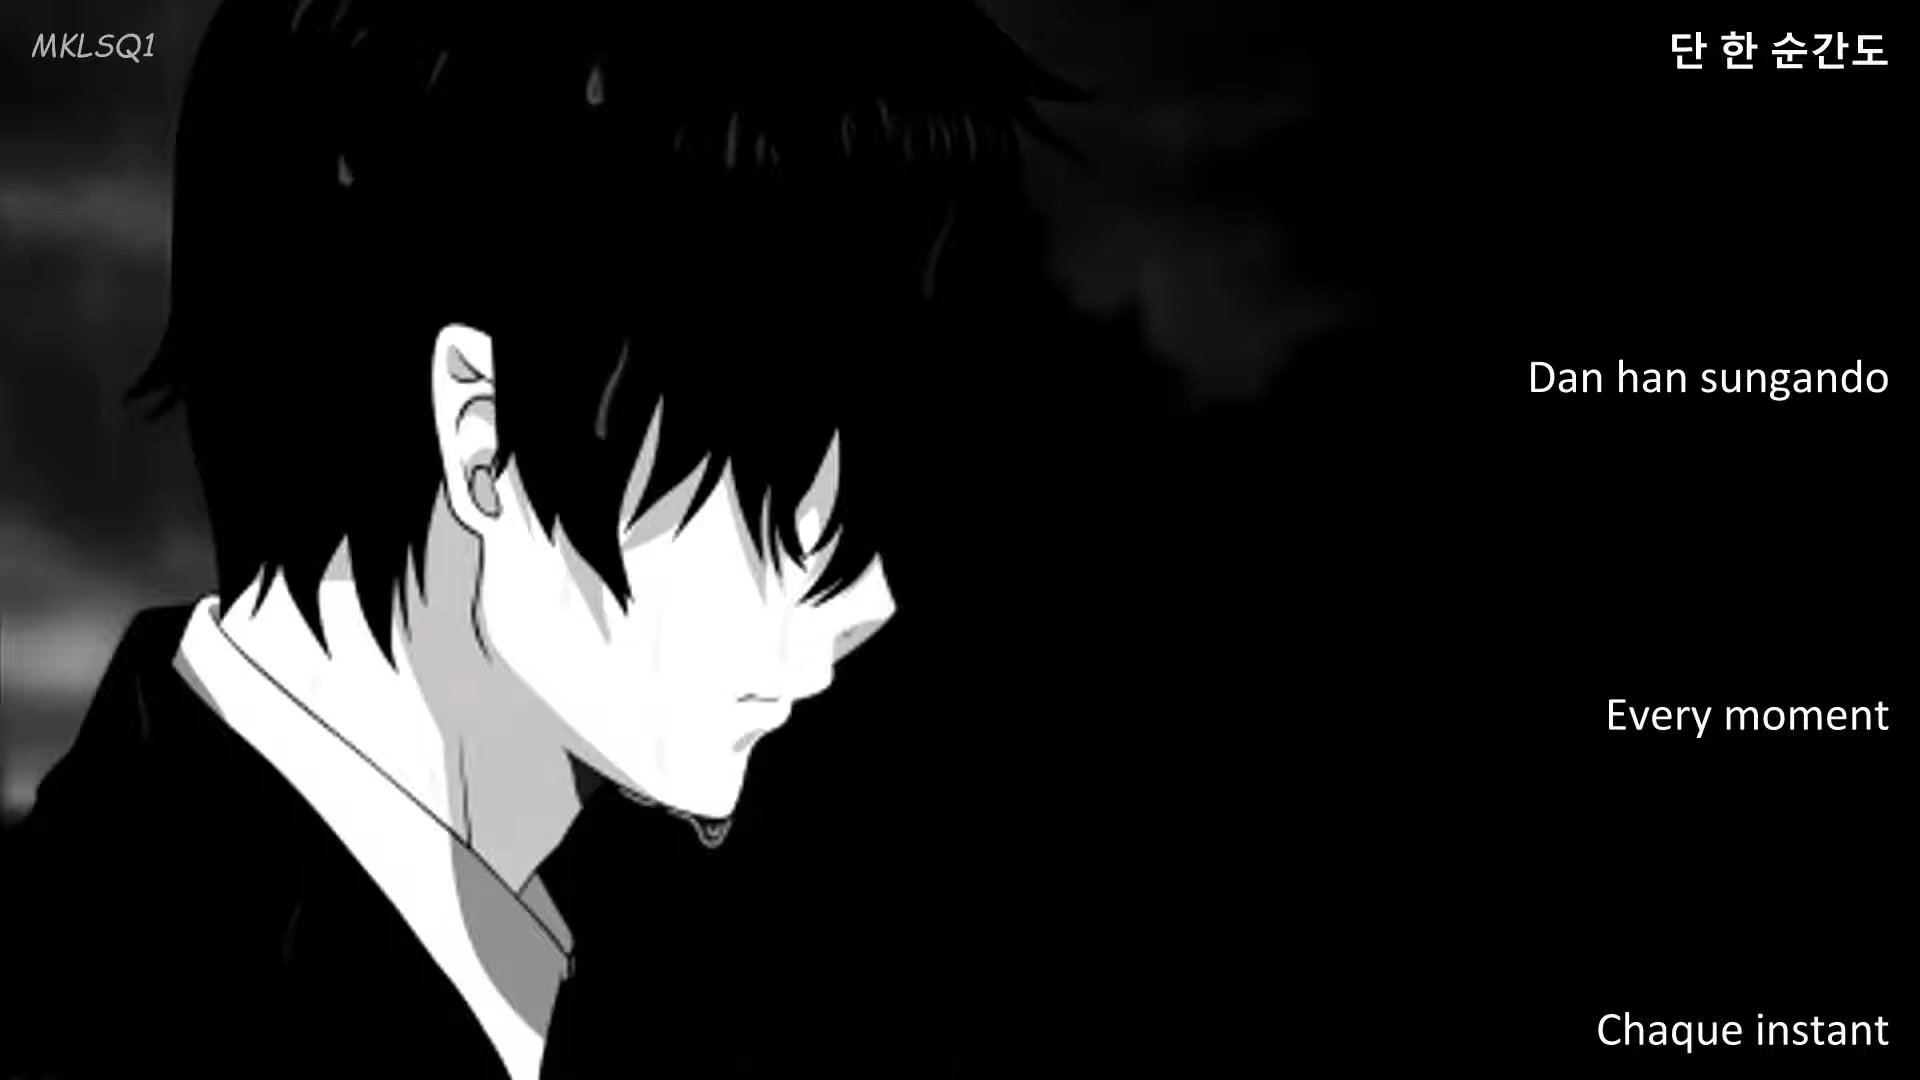 MKLSQ1
단 한 순간도
Dan han sungando
Every moment
Chaque instant